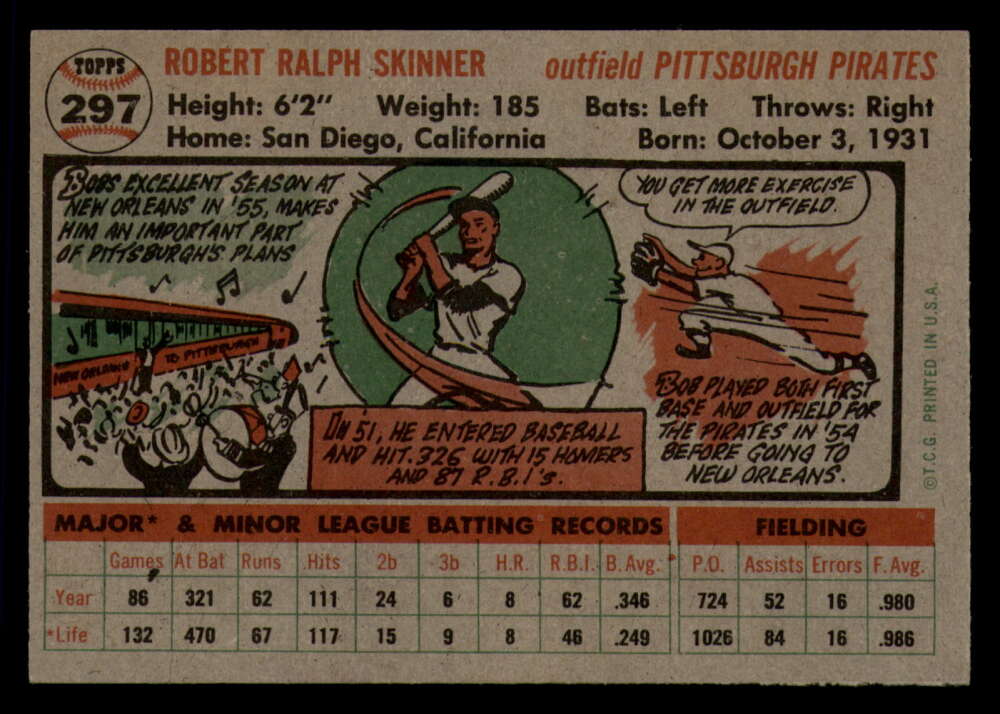 TOPPS
297
ROBERT RALPH SKINNER outfield PITTSBURGH PIRATES
Height: 6'2" Weight: 185 Bats: Left Throws: Right
Home: San Diego, California Born: October 3, 1931
BOBS EXCELLENT SEASON AT
NEW ORLEANS IN '55, MAKES
HIM AN IMPORTANT PART
OF PITTSBURGH'S PLANS
NEW ORLEANS
TO PITTSBURGH
IN 51, HE ENTERED BASEBALL
AND HIT .326 WITH 15 HOMERS
AND 87 R.B.I's.
YOU GET MORE EXERCISE
IN THE OUTFIELD.
BOB PLAYED BOTH FIRST
BASE AND OUTFIELD FOR
THE PIRATES IN '54
BEFORE GOING TO
NEW ORLEANS.
©T.C.G. PRINTED IN U.S.A.
MAJOR* & MINOR LEAGUE BATTING RECORDS FIELDING
Games At Bat Runs Hits 2b 3b H.R. R.B.I. B. Avg. P.O. Assists Errors F. Avg.
Year 86 321 62 111 24 6 8 62 .346 724 52 16 .980
*Life 132 470 67 117 15 9 8 46 .249 1026 84 16 .986